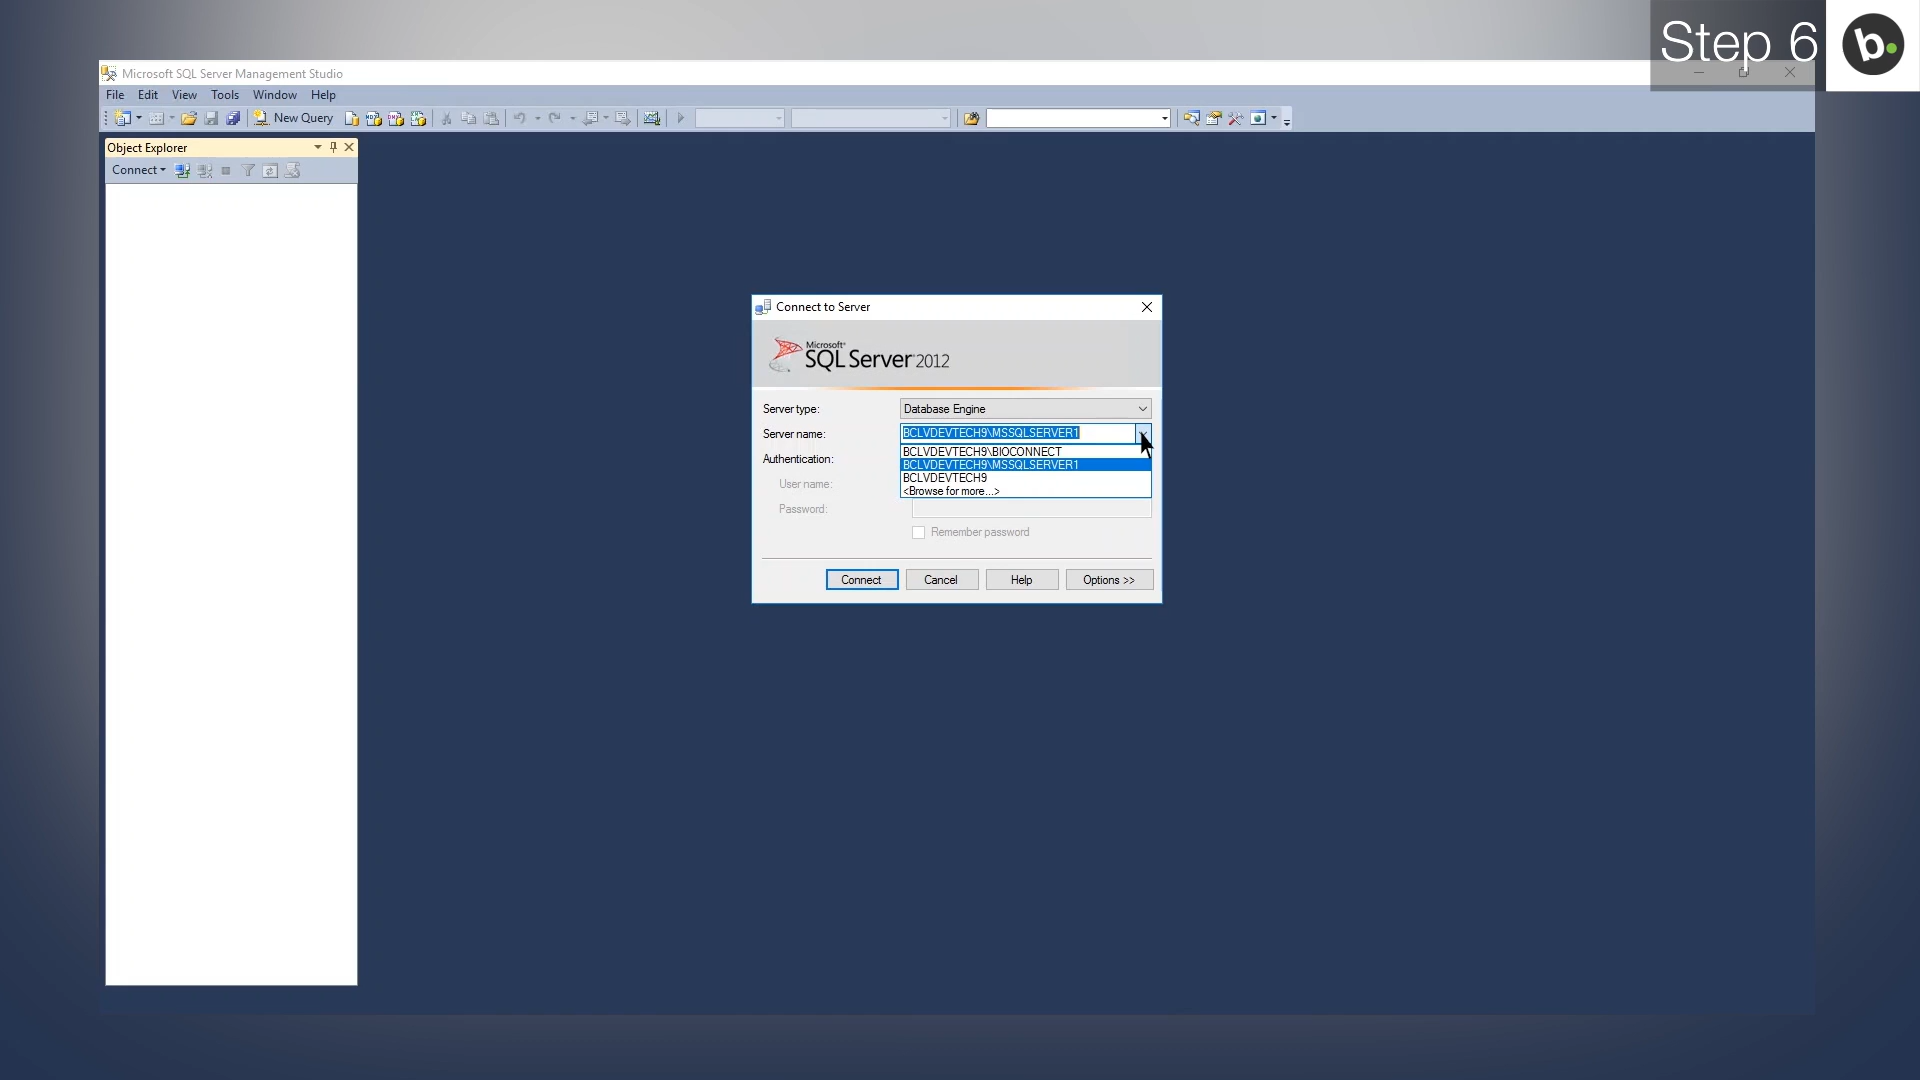 Step 6
b.
Microsoft SQL Server Management Studio
File Edit View Tools Window Help
New Query
Object Explorer
Connect
Connect to Server
Microsoft
SQL Server 2012
Server type: Database Engine
Server name: BCLVDEVTECH9\MSSQLSERVER1
BCLVDEVTECH9\BIOCONNECT
Authentication: BCLVDEVTECH9\MSSQLSERVER1
BCLVDEVTECH9
User name: <Browse for more...>
Password:
Remember password
Connect Cancel Help Options >>